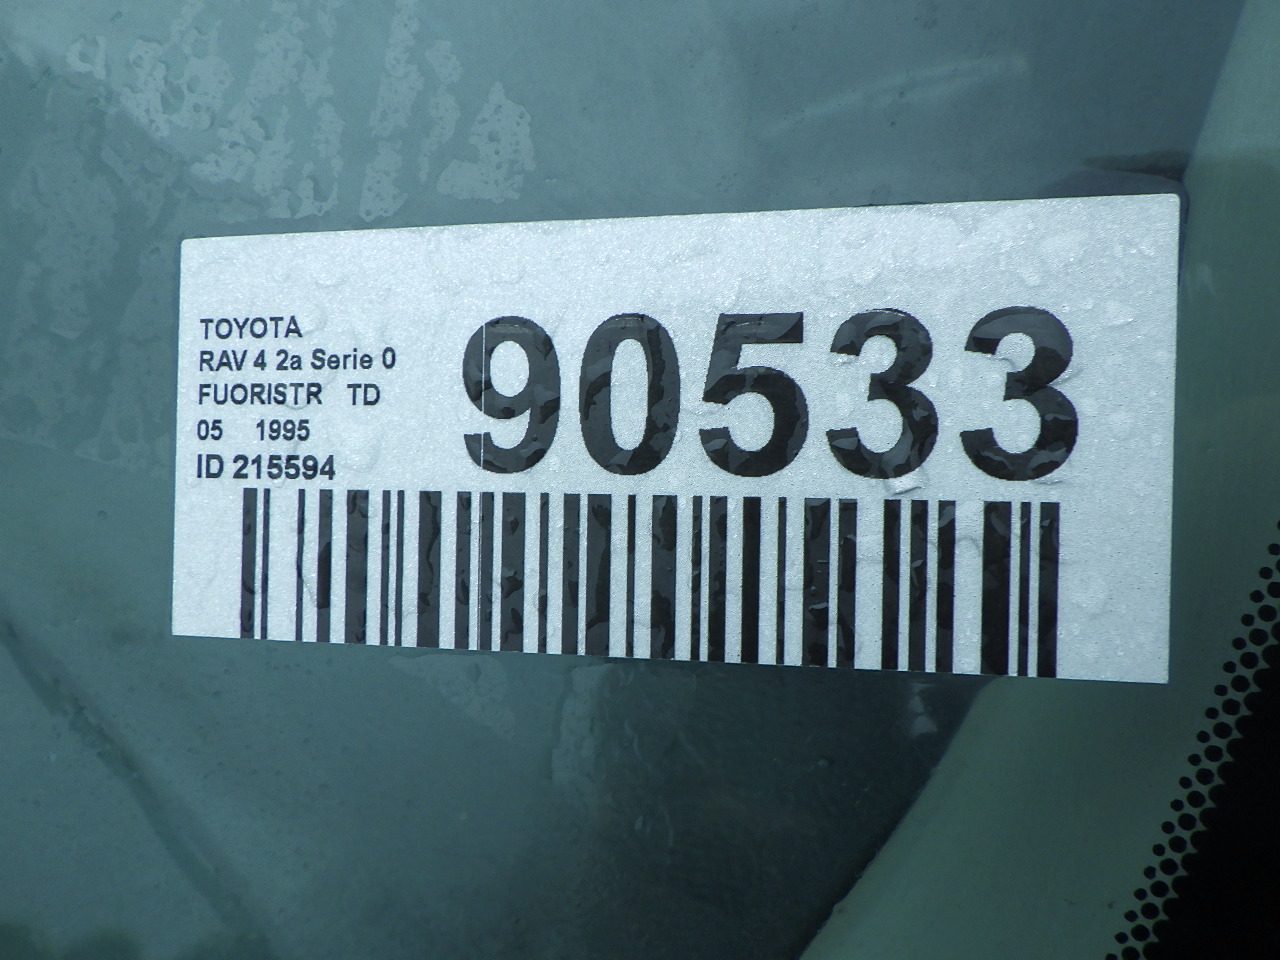 TOYOTA
RAV 4 2a Serie 0
FUORISTR TD
05 1995
ID 215594
90533